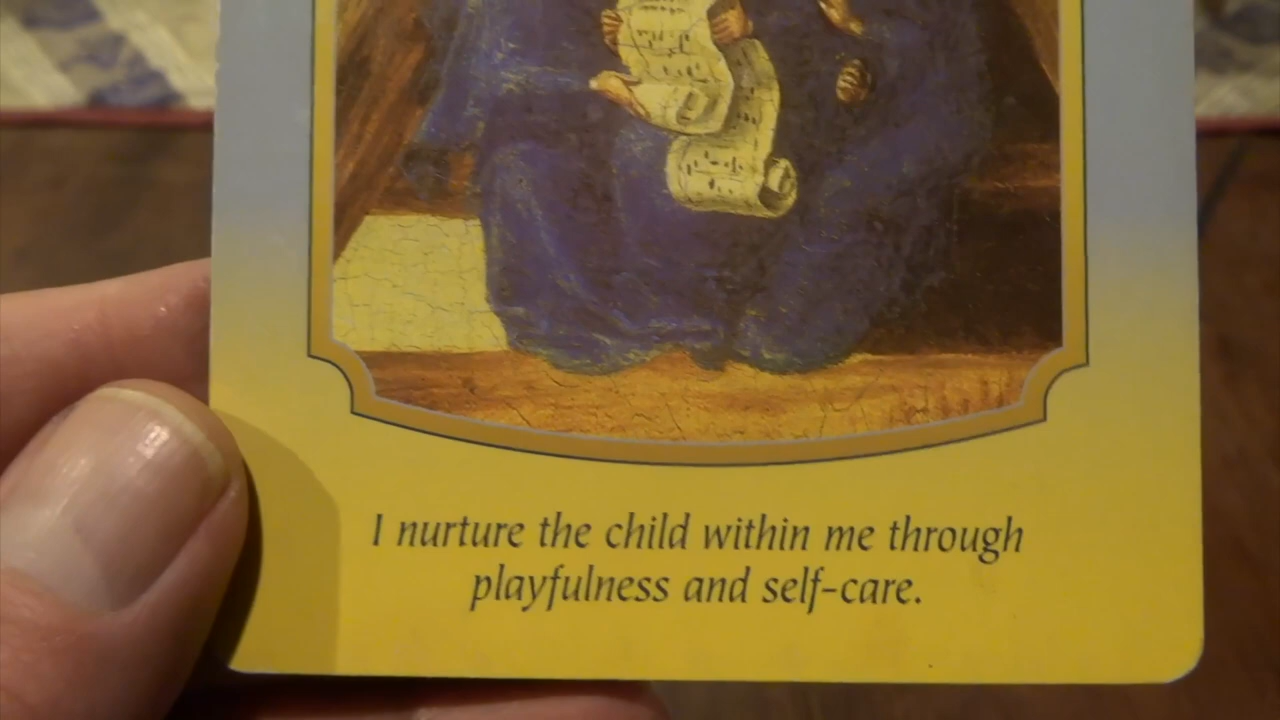 I nurture the child within me through
playfulness and self-care.